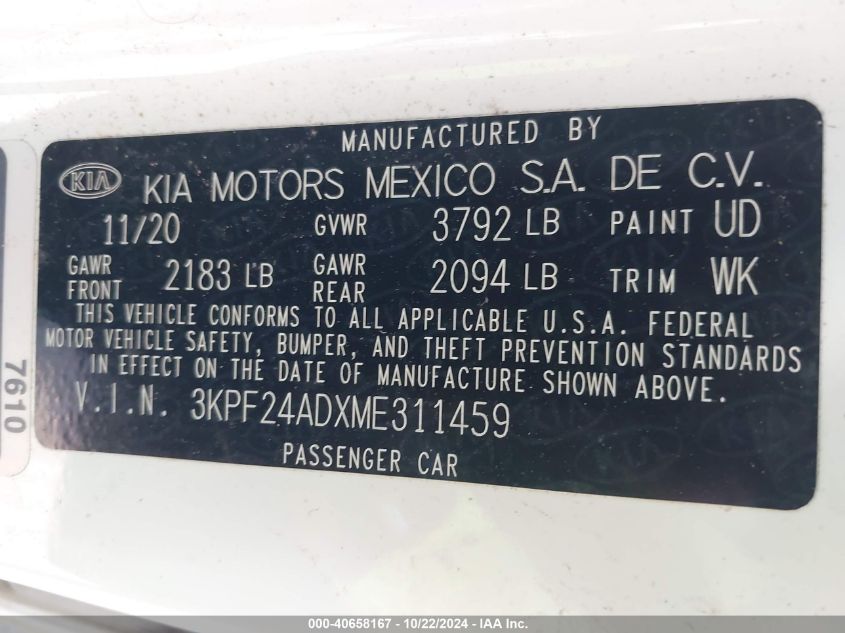 MANUFACTURED BY
KIA KIA MOTORS MEXICO S.A. DE C.V.
11/20 GVWR 3792 LB PAINT UD
GAWR FRONT 2183 LB GAWR REAR 2094 LB TRIM WK
THIS VEHICLE CONFORMS TO ALL APPLICABLE U.S.A. FEDERAL
MOTOR VEHICLE SAFETY, BUMPER, AND THEFT PREVENTION STANDARDS
IN EFFECT ON THE DATE OF MANUFACTURE SHOWN ABOVE.
V.I.N. 3KPF24ADXME311459
PASSENGER CAR
7610
000-40658167 - 10/22/2024 - IAA Inc.